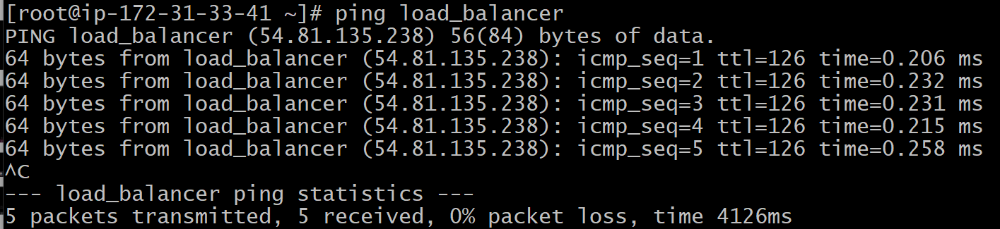 [root@ip-172-31-33-41 ~]# ping load_balancer
PING load_balancer (54.81.135.238) 56(84) bytes of data.
64 bytes from load_balancer (54.81.135.238): icmp_seq=1 ttl=126 time=0.206 ms
64 bytes from load_balancer (54.81.135.238): icmp_seq=2 ttl=126 time=0.232 ms
64 bytes from load_balancer (54.81.135.238): icmp_seq=3 ttl=126 time=0.231 ms
64 bytes from load_balancer (54.81.135.238): icmp_seq=4 ttl=126 time=0.215 ms
64 bytes from load_balancer (54.81.135.238): icmp_seq=5 ttl=126 time=0.258 ms
^C
--- load_balancer ping statistics ---
5 packets transmitted, 5 received, 0% packet loss, time 4126ms